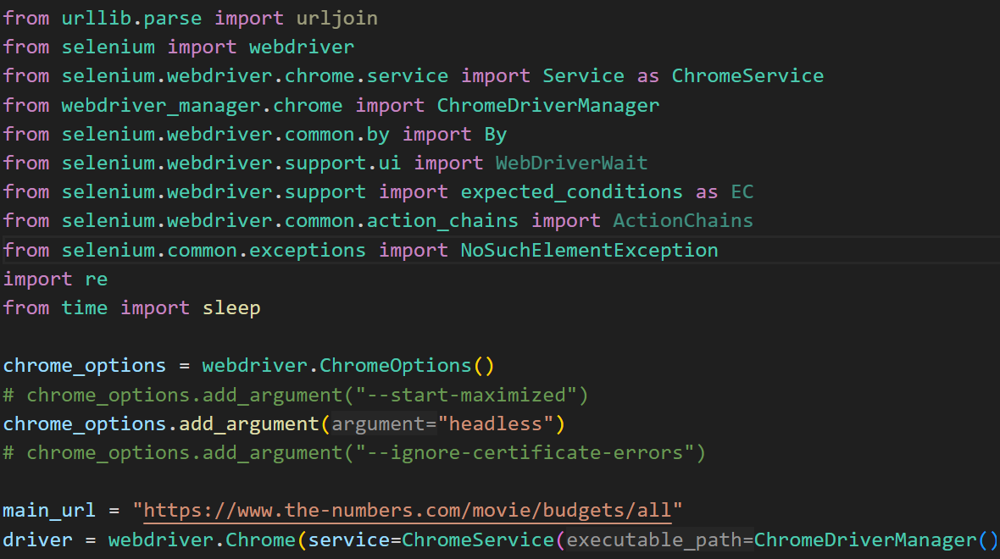 from urllib.parse import urljoin
from selenium import webdriver
from selenium.webdriver.chrome.service import Service as ChromeService
from webdriver_manager.chrome import ChromeDriverManager
from selenium.webdriver.common.by import By
from selenium.webdriver.support.ui import WebDriverWait
from selenium.webdriver.support import expected_conditions as EC
from selenium.webdriver.common.action_chains import ActionChains
from selenium.common.exceptions import NoSuchElementException
import re
from time import sleep
chrome_options = webdriver.ChromeOptions()
# chrome_options.add_argument("--start-maximized")
chrome_options.add_argument(argument="headless")
# chrome_options.add_argument("--ignore-certificate-errors")
main_url = "https://www.the-numbers.com/movie/budgets/all"
driver = webdriver.Chrome(service=ChromeService(executable_path=ChromeDriverManager()